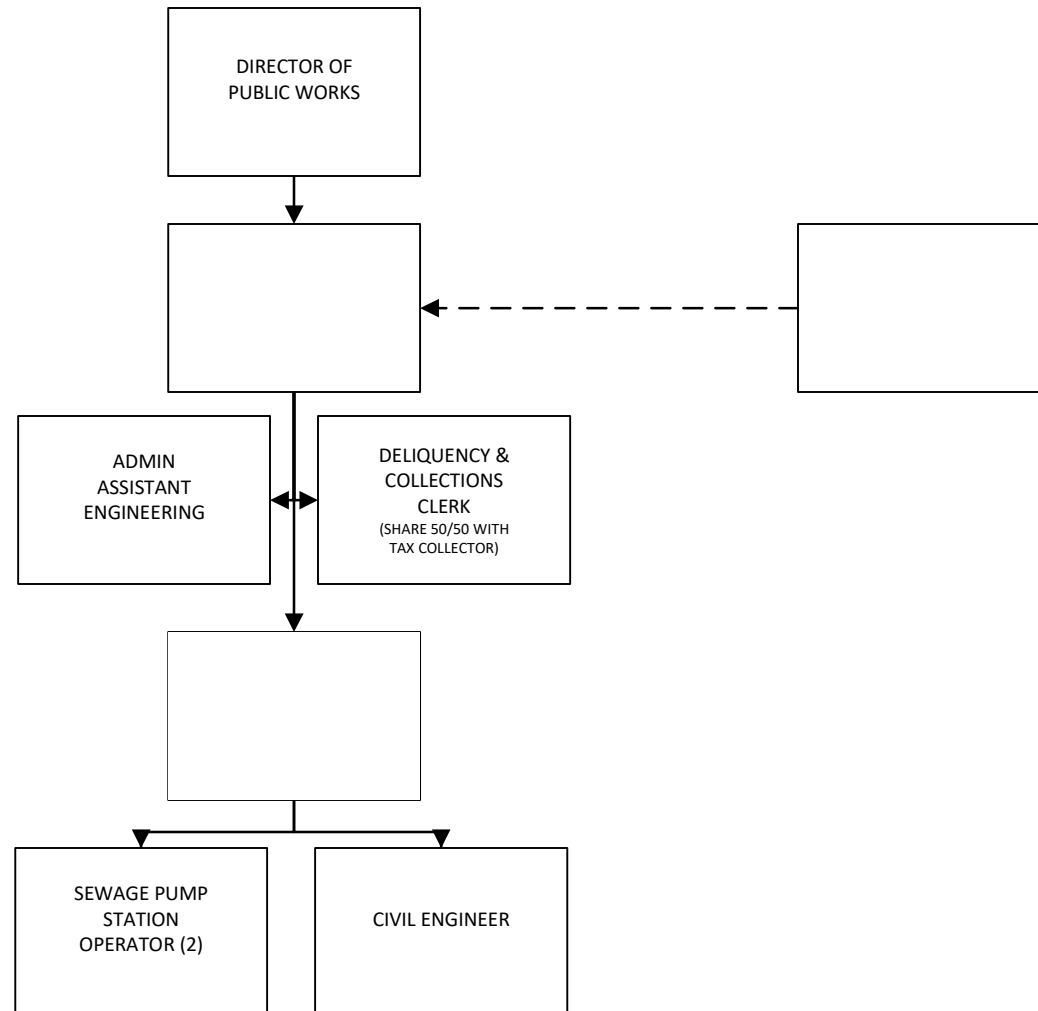 DIRECTOR OF
PUBLIC WORKS
ADMIN
ASSISTANT
ENGINEERING
DELIQUENCY &
COLLECTIONS
CLERK
(SHARE 50/50 WITH
TAX COLLECTOR)
SEWAGE PUMP
STATION
OPERATOR (2)
CIVIL ENGINEER